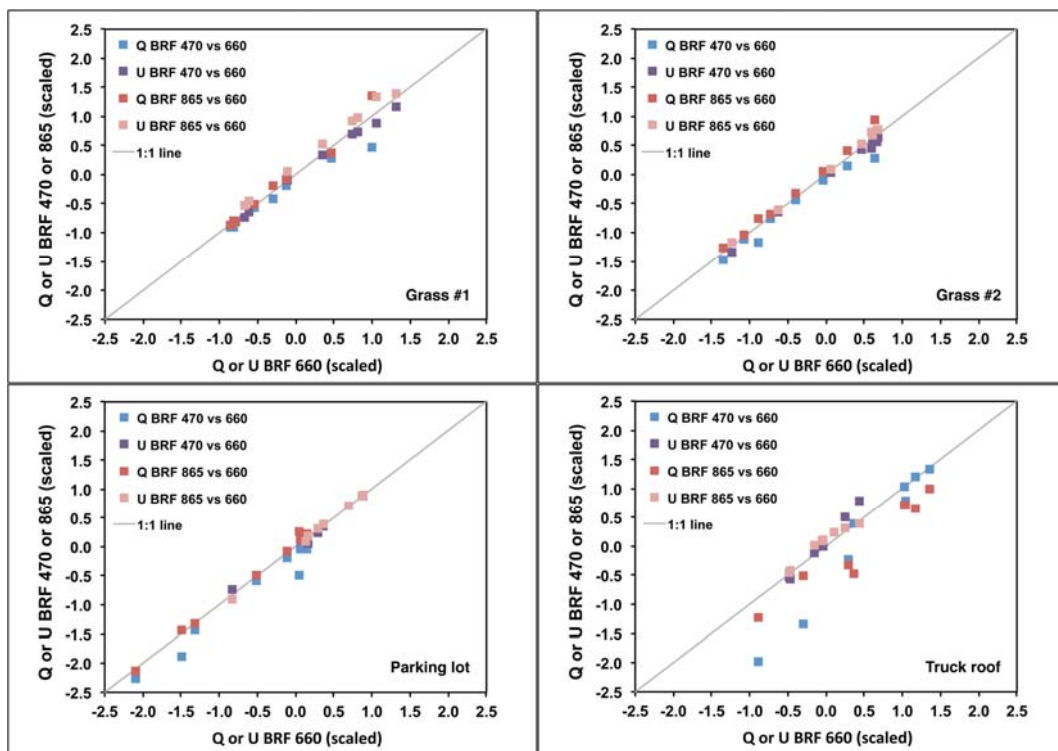 2.5
2.0
1.5
1.0
0.5
0.0
-0.5
-1.0
-1.5
-2.0
-2.5
Q or U BRF 470 or 865 (scaled)
Q BRF 470 vs 660
U BRF 470 vs 660
Q BRF 865 vs 660
U BRF 865 vs 660
1:1 line
Grass #1
-2.5 -2.0 -1.5 -1.0 -0.5 0.0 0.5 1.0 1.5 2.0 2.5
Q or U BRF 660 (scaled)
2.5
2.0
1.5
1.0
0.5
0.0
-0.5
-1.0
-1.5
-2.0
-2.5
Q or U BRF 470 or 865 (scaled)
Q BRF 470 vs 660
U BRF 470 vs 660
Q BRF 865 vs 660
U BRF 865 vs 660
1:1 line
Grass #2
-2.5 -2.0 -1.5 -1.0 -0.5 0.0 0.5 1.0 1.5 2.0 2.5
Q or U BRF 660 (scaled)
2.5
2.0
1.5
1.0
0.5
0.0
-0.5
-1.0
-1.5
-2.0
-2.5
Q or U BRF 470 or 865 (scaled)
Q BRF 470 vs 660
U BRF 470 vs 660
Q BRF 865 vs 660
U BRF 865 vs 660
1:1 line
Parking lot
-2.5 -2.0 -1.5 -1.0 -0.5 0.0 0.5 1.0 1.5 2.0 2.5
Q or U BRF 660 (scaled)
2.5
2.0
1.5
1.0
0.5
0.0
-0.5
-1.0
-1.5
-2.0
-2.5
Q or U BRF 470 or 865 (scaled)
Q BRF 470 vs 660
U BRF 470 vs 660
Q BRF 865 vs 660
U BRF 865 vs 660
1:1 line
Truck roof
-2.5 -2.0 -1.5 -1.0 -0.5 0.0 0.5 1.0 1.5 2.0 2.5
Q or U BRF 660 (scaled)